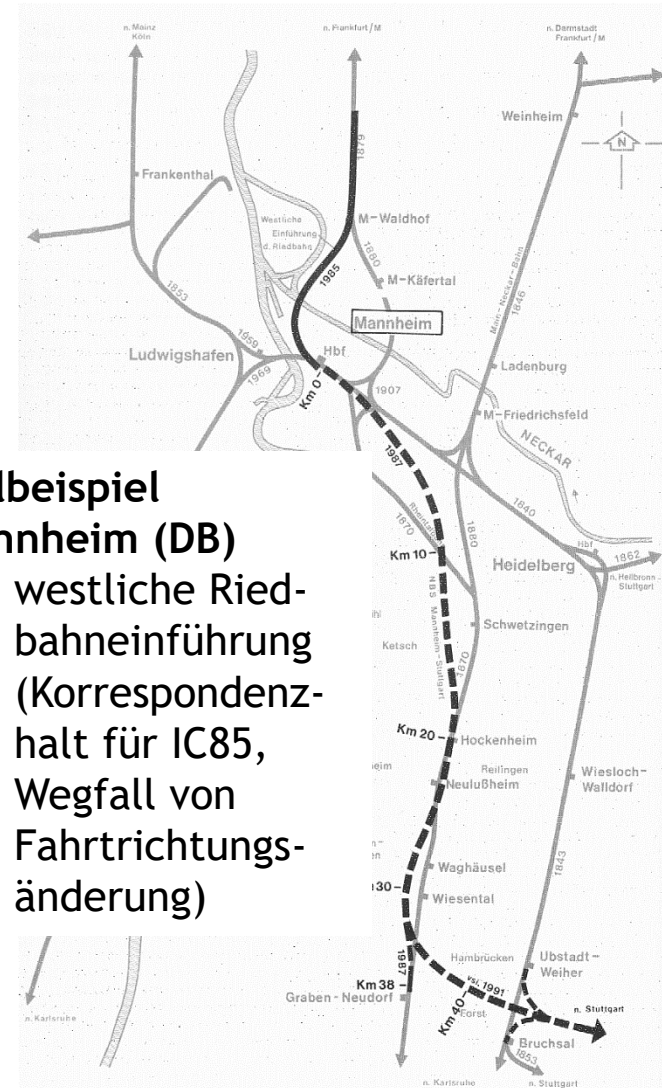 n. Mainz
Köln
n. Frankfurt/M
n. Darmstadt
Frankfurt/M
Weinheim
N
1879
Frankenthal
Westliche
Einführung
d. Riedbahn
M-Waldhof
1880
1985
M-Käfertal
Main-Neckar-Bahn
1846
1853
Mannheim
1959
Ludwigshafen
Hbf
1969
Km 0
1907
Ladenburg
M-Friedrichsfeld
NECKAR
1987
1840
lbeispiel
nnheim (DB)
westliche Ried-
bahneinführung
(Korrespondenz-
halt für IC85,
Wegfall von
Fahrtrichtungs-
änderung)
1870
Rheintalbahn
1880
Km 10
Hbf
1862
Heidelberg
n. Heilbronn-
Stuttgart
NBS Mannheim-Stuttgart
Schwetzingen
Ketsch
1870
Km 20
Hockenheim
Reilingen
Neulußheim
Wiesloch-
Walldorf
1843
Waghäusel
30
Wiesental
1987
Hambrücken
Ubstadt-
Weiher
vsl. 1991
Km 38
Graben-Neudorf
Km 40
Forst
n. Stuttgart
n. Karlsruhe
Bruchsal
1853
n. Karlsruhe
n. Stuttgart